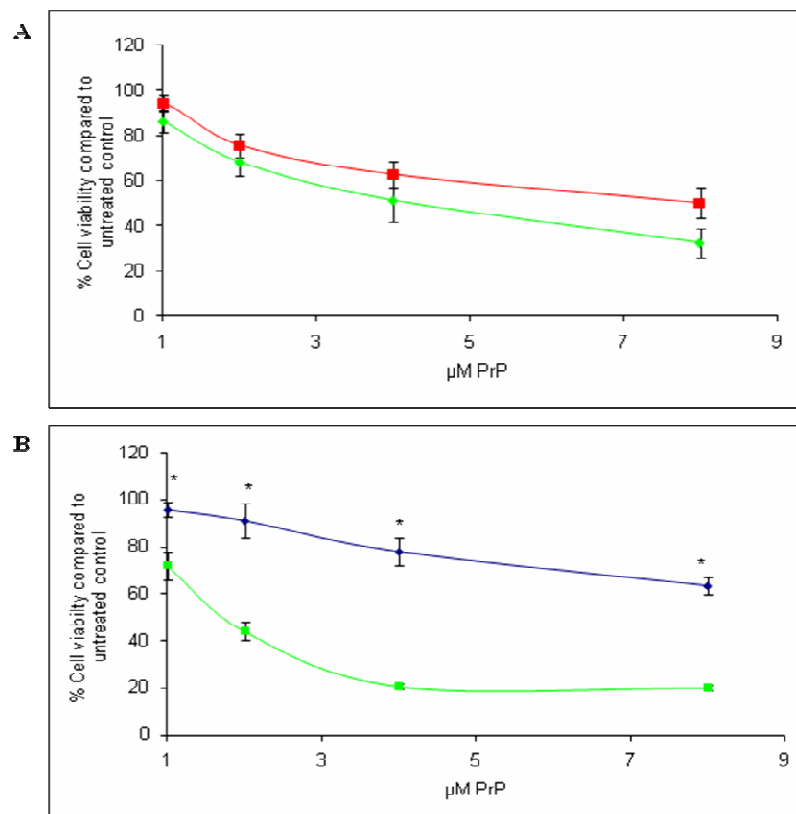 A
120
100
80
60
40
20
0
% Cell viability compared to
untreated control
1 3 5 7 9
µM PrP
B
120
100
80
60
40
20
0
% Cell viabilty compared to
untreated control
* * * *
1 3 5 7 9
µM PrP